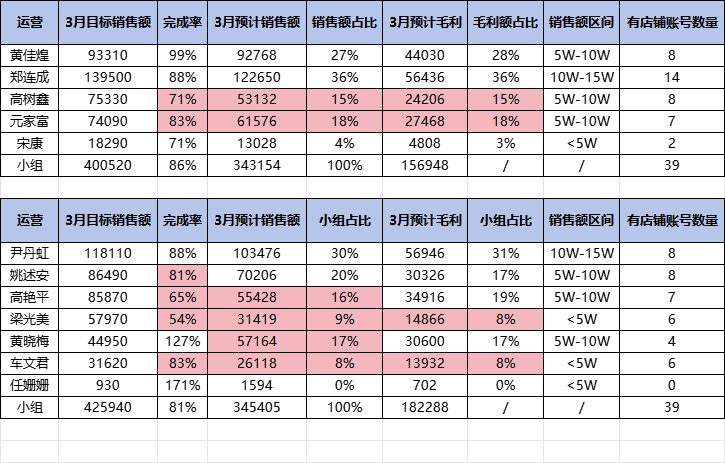 运营 3月目标销售额 完成率 3月预计销售额 销售额占比 3月预计毛利 毛利额占比 销售额区间 有店铺账号数量
黄佳煌 93310 99% 92768 27% 44030 28% 5W-10W 8
郑连成 139500 88% 122650 36% 56436 36% 10W-15W 14
高树鑫 75330 71% 53132 15% 24206 15% 5W-10W 8
元家富 74090 83% 61576 18% 27468 18% 5W-10W 7
宋康 18290 71% 13028 4% 4808 3% <5W 2
小组 400520 86% 343154 100% 156948 / / 39
运营 3月目标销售额 完成率 3月预计销售额 小组占比 3月预计毛利 小组占比 销售额区间 有店铺账号数量
尹丹虹 118110 88% 103476 30% 56946 31% 10W-15W 8
姚述安 86490 81% 70206 20% 30326 17% 5W-10W 8
高艳平 85870 65% 55428 16% 34916 19% 5W-10W 7
梁光美 57970 54% 31419 9% 14866 8% <5W 6
黄晓梅 44950 127% 57164 17% 30600 17% 5W-10W 4
车文君 31620 83% 26118 8% 13932 8% <5W 6
任姗姗 930 171% 1594 0% 702 0% <5W 0
小组 425940 81% 345405 100% 182288 / / 39